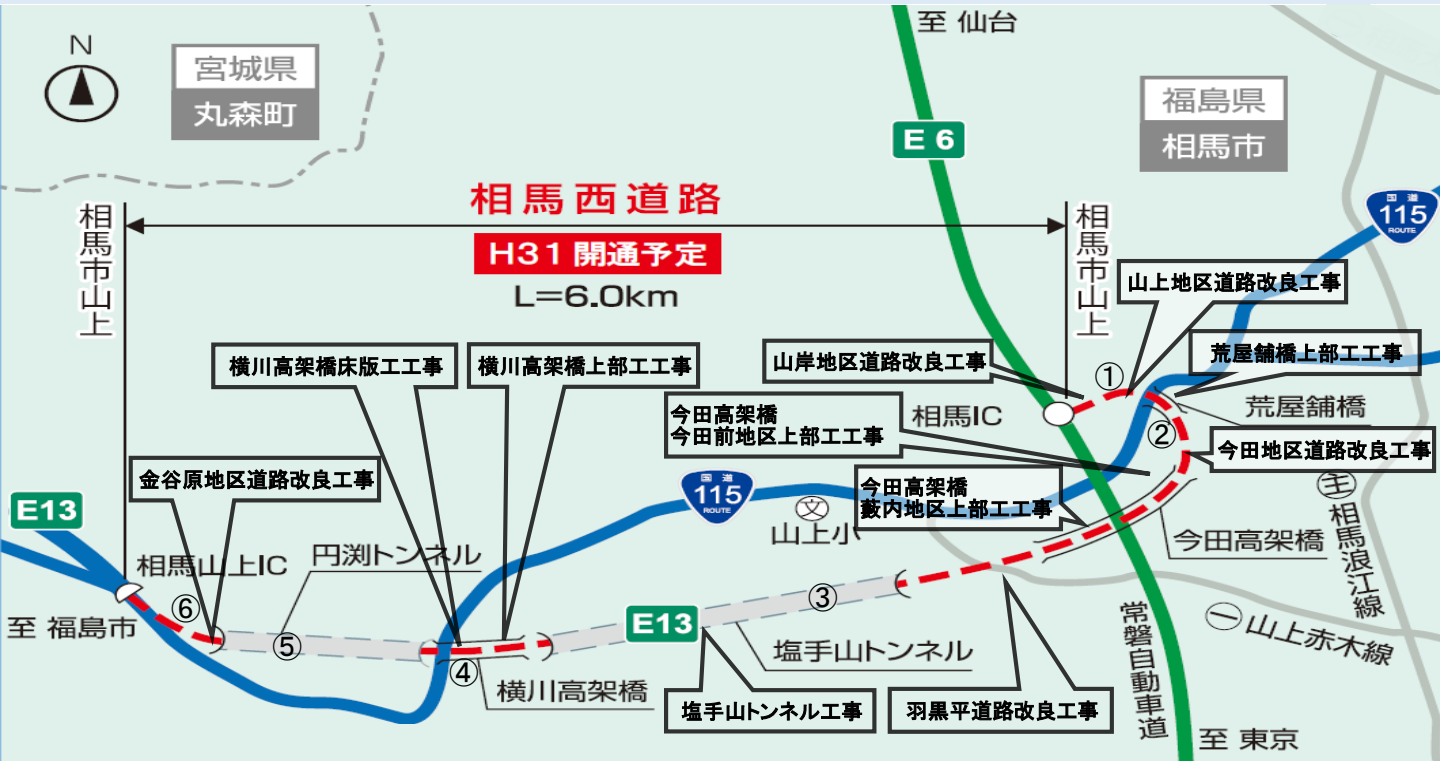 至 仙台
N
宮城県
丸森町
福島県
相馬市
E 6
相馬西道路
H31 開通予定
L=6.0km
相馬市山上
相馬市山上
国道
115
ROUTE
山上地区道路改良工事
荒屋舗橋上部工工事
山岸地区道路改良工事
横川高架橋床版工工事
横川高架橋上部工工事
①
荒屋舗橋
相馬IC
今田高架橋
今田前地区上部工工事
②
今田地区道路改良工事
金谷原地区道路改良工事
国道
115
ROUTE
今田高架橋
藪内地区上部工工事
文
山上小
主
相馬浪江線
E13
今田高架橋
相馬山上IC
円渕トンネル
⑥
至 福島市
⑤
④
③
E13
塩手山トンネル
一
山上赤木線
常磐自動車道
横川高架橋
塩手山トンネル工事
羽黒平道路改良工事
至 東京